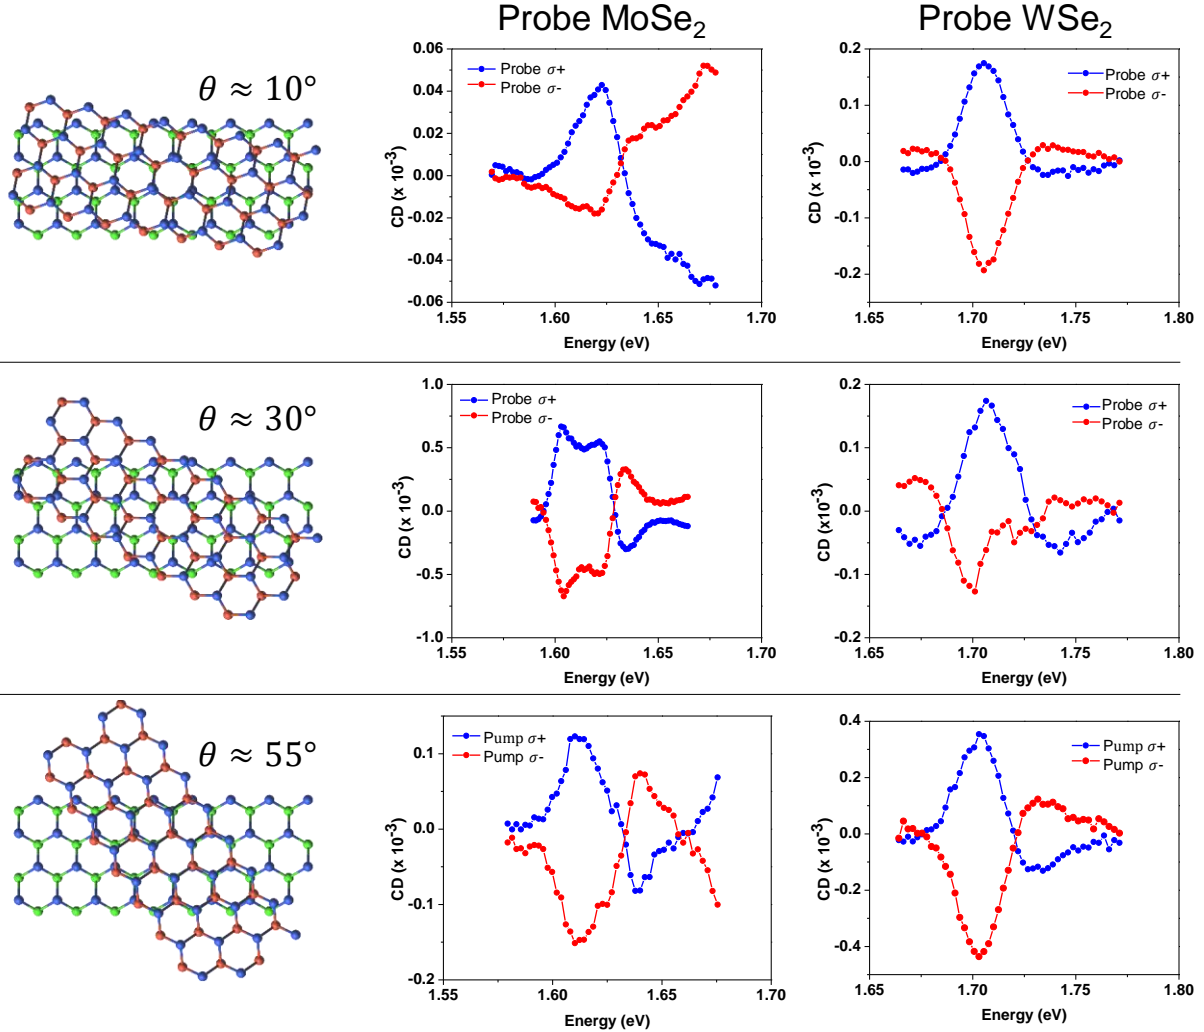 Probe MoSe2
Probe WSe2
θ ≈ 10°
0.06
0.04
0.02
0.00
-0.02
-0.04
-0.06
CD (x 10-3)
Probe σ+
Probe σ-
1.55
1.60
1.65
1.70
Energy (eV)
0.2
0.1
0.0
-0.1
-0.2
CD (x 10-3)
Probe σ+
Probe σ-
1.65
1.70
1.75
1.80
Energy (eV)
θ ≈ 30°
1.0
0.5
0.0
-0.5
-1.0
CD (x 10-3)
Probe σ+
Probe σ-
1.55
1.60
1.65
1.70
Energy (eV)
0.2
0.1
0.0
-0.1
-0.2
CD (x10-3)
Probe σ+
Probe σ-
1.65
1.70
1.75
1.80
Energy (eV)
θ ≈ 55°
0.1
0.0
-0.1
-0.2
CD (x 10-3)
Pump σ+
Pump σ-
1.55
1.60
1.65
1.70
Energy (eV)
0.4
0.2
0.0
-0.2
-0.4
CD (x 10-3)
Pump σ+
Pump σ-
1.65
1.70
1.75
1.80
Energy (eV)